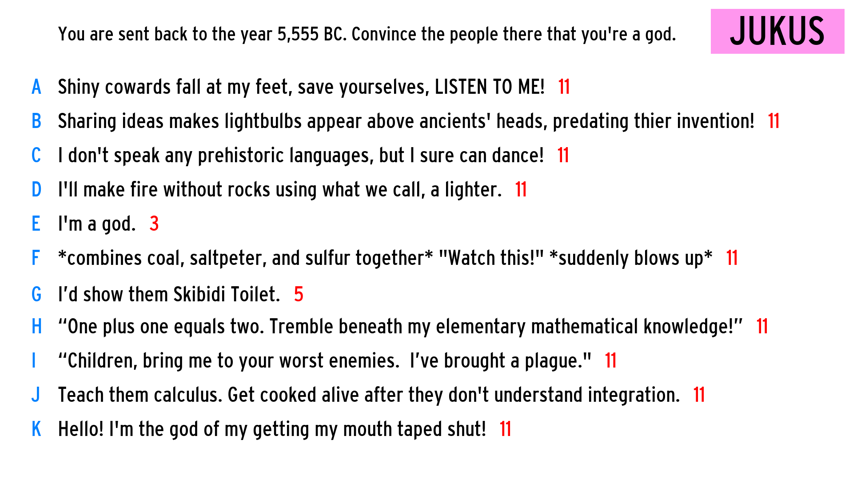 You are sent back to the year 5,555 BC. Convince the people there that you're a god.
JUKUS
A Shiny cowards fall at my feet, save yourselves, LISTEN TO ME! 11
B Sharing ideas makes lightbulbs appear above ancients' heads, predating thier invention! 11
C I don't speak any prehistoric languages, but I sure can dance! 11
D I'll make fire without rocks using what we call, a lighter. 11
E I'm a god. 3
F *combines coal, saltpeter, and sulfur together* "Watch this!" *suddenly blows up* 11
G I’d show them Skibidi Toilet. 5
H “One plus one equals two. Tremble beneath my elementary mathematical knowledge!” 11
I “Children, bring me to your worst enemies. I’ve brought a plague." 11
J Teach them calculus. Get cooked alive after they don't understand integration. 11
K Hello! I'm the god of my getting my mouth taped shut! 11